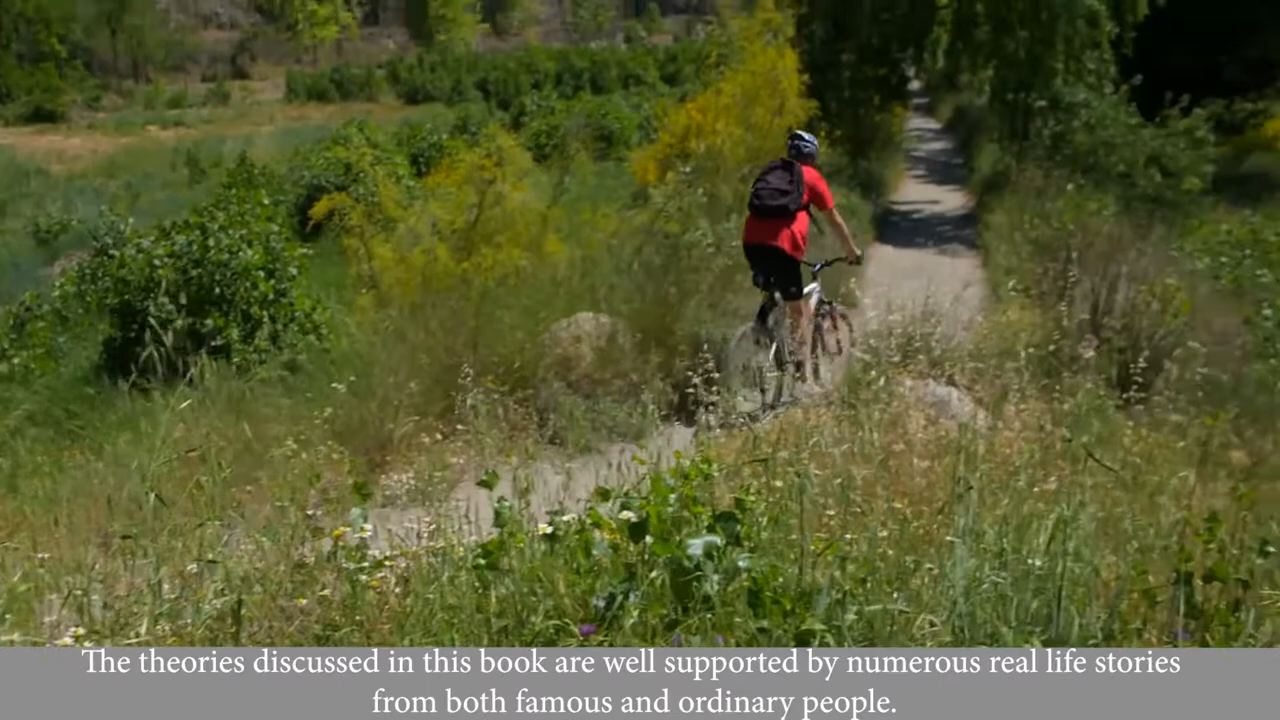 The theories discussed in this book are well supported by numerous real life stories
from both famous and ordinary people.